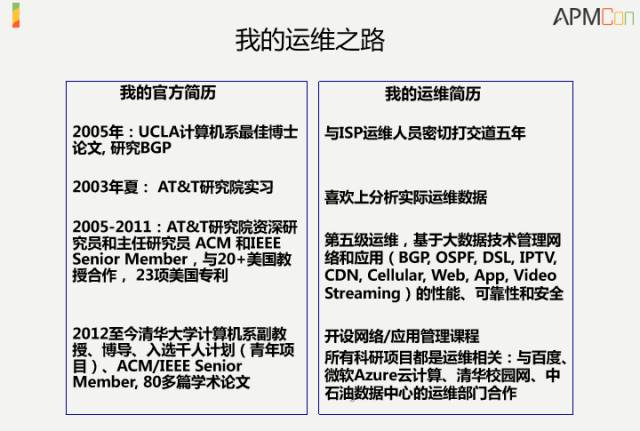 APMCon
我的运维之路
我的官方简历
2005年：UCLA计算机系最佳博士
论文, 研究BGP
2003年夏： AT&T研究院实习
2005-2011：AT&T研究院资深研
究员和主任研究员 ACM 和IEEE
Senior Member，与20+美国教
授合作， 23项美国专利
2012至今清华大学计算机系副教
授、博导、入选千人计划（青年项
目）、ACM/IEEE Senior
Member, 80多篇学术论文
我的运维简历
与ISP运维人员密切打交道五年
喜欢上分析实际运维数据
第五级运维，基于大数据技术管理网
络和应用（BGP, OSPF, DSL, IPTV,
CDN, Cellular, Web, App, Video
Streaming）的性能、可靠性和安全
开设网络/应用管理课程
所有科研项目都是运维相关：与百度、
微软Azure云计算、清华校园网、中
石油数据中心的运维部门合作